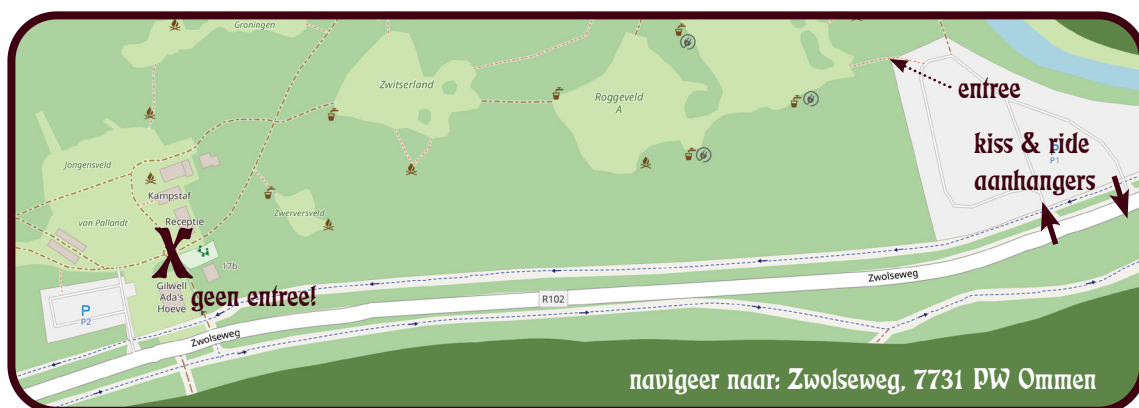 Groningen
Zwitserland
Roggeveld
A
entree
kiss & ride
P
P1
aanhangers
Jongensveld
Kampstaf
van Pallandt
Receptie
Zwerversveld
X
17b
Gilwell
Ada's
Hoeve
geen entree!
P
P2
R102
Zwolseweg
Zwolseweg
navigeer naar: Zwolseweg, 7731 PW Ommen